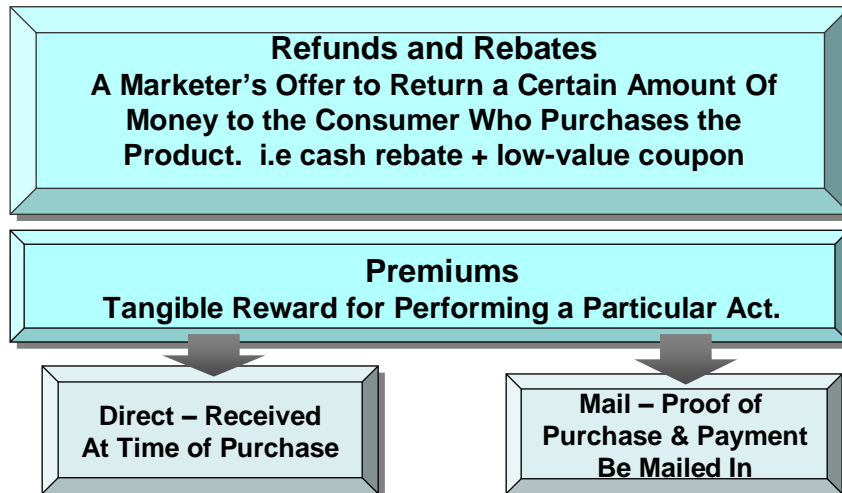 Refunds and Rebates
A Marketer’s Offer to Return a Certain Amount Of
Money to the Consumer Who Purchases the
Product.  i.e cash rebate + low-value coupon
Premiums
Tangible Reward for Performing a Particular Act.
Direct – Received
At Time of Purchase
Mail – Proof of
Purchase & Payment
Be Mailed In